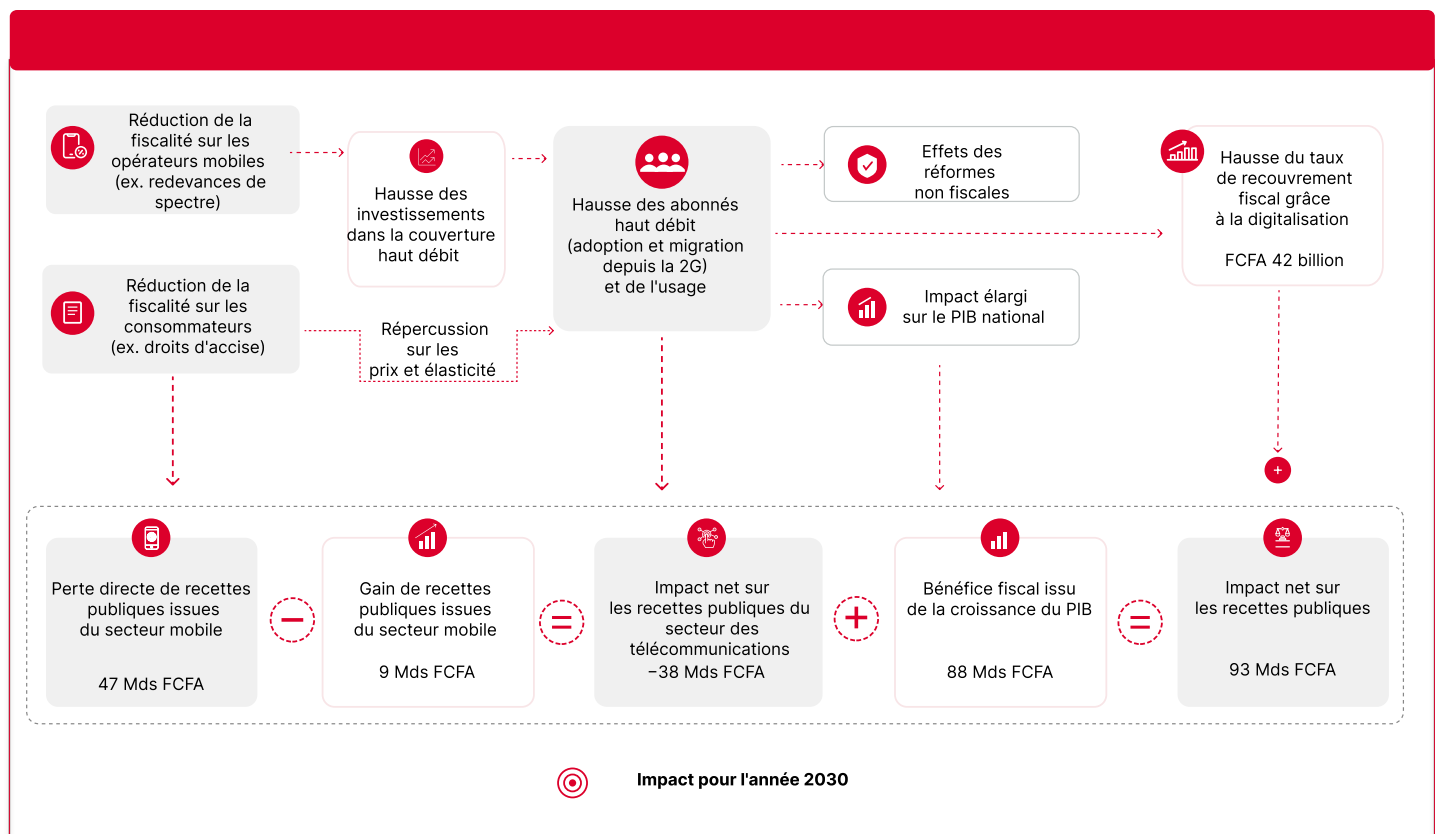 Réduction de la
fiscalité sur les
opérateurs mobiles
(ex. redevances de
spectre)
Hausse des
investissements
dans la couverture
haut débit
Hausse des abonnés
haut débit
(adoption et migration
depuis la 2G)
et de l'usage
Effets des
réformes
non fiscales
Hausse du taux
de recouvrement
fiscal grâce
à la digitalisation
FCFA 42 billion
Réduction de la
fiscalité sur les
consommateurs
(ex. droits d'accise)
Répercussion
sur les
prix et élasticité
Impact élargi
sur le PIB national
+
Perte directe de recettes
publiques issues
du secteur mobile
47 Mds FCFA
−
Gain de recettes
publiques issues
du secteur mobile
9 Mds FCFA
=
Impact net sur
les recettes publiques du
secteur des
télécommunications
−38 Mds FCFA
+
Bénéfice fiscal issu
de la croissance du PIB
88 Mds FCFA
=
Impact net sur
les recettes publiques
93 Mds FCFA
Impact pour l'année 2030